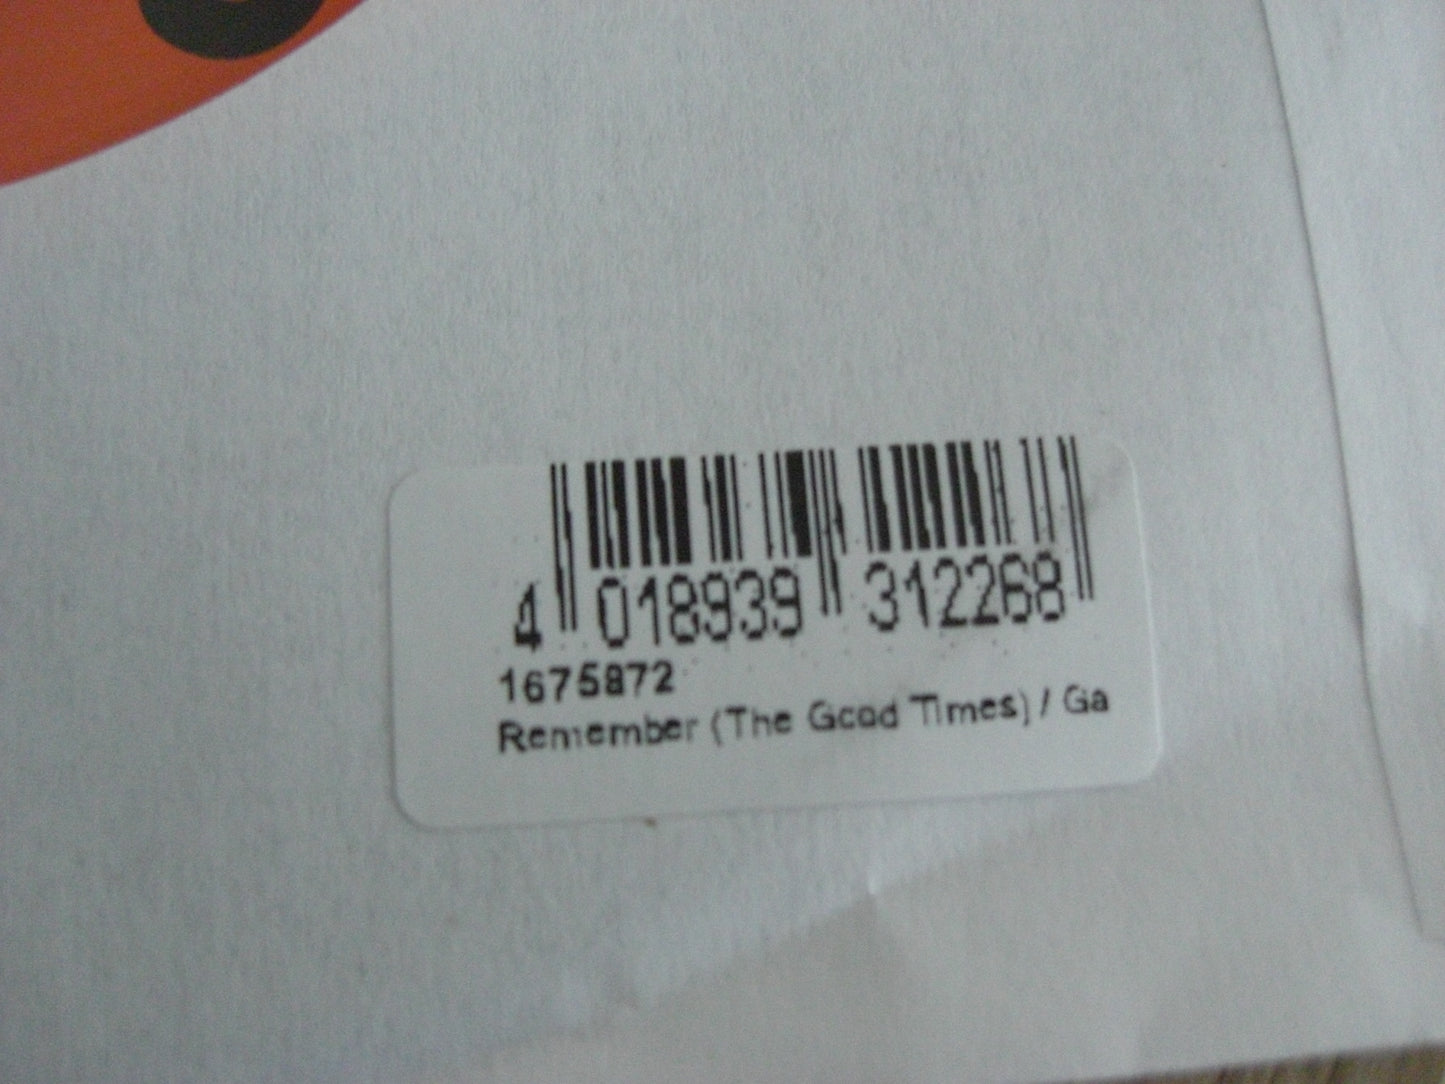 4 018939 312268
1675872
Remember (The Good Times) / Ga